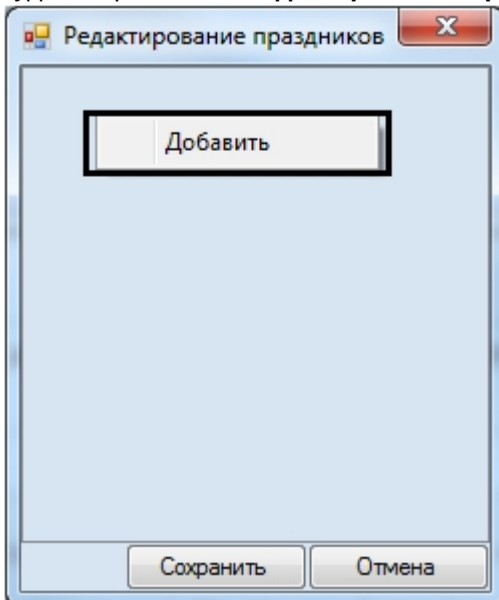 Редактирование праздников
Добавить
Сохранить
Отмена